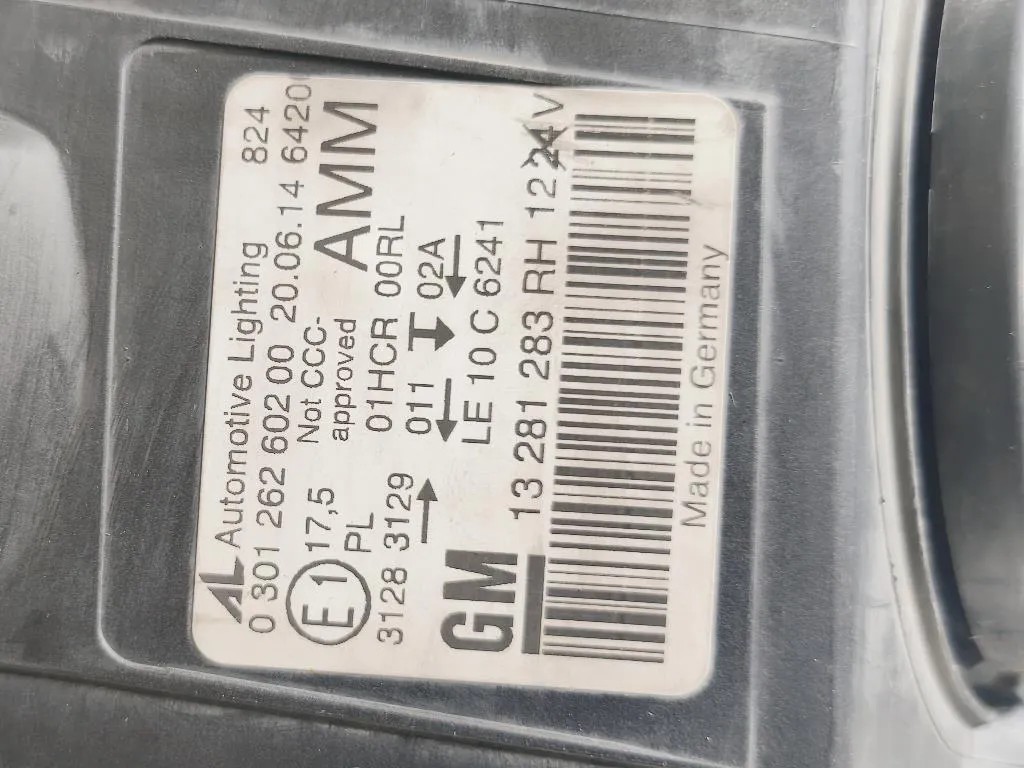 AL Automotive Lighting 824
0 301 262 602 00 20.06.14 6420
E1 17,5 Not CCC-
PL approved AMM
3128 3129 01HCR 00RL
011 02A
LE 10 C 6241
GM 13 281 283 RH 12 24 V
Made in Germany